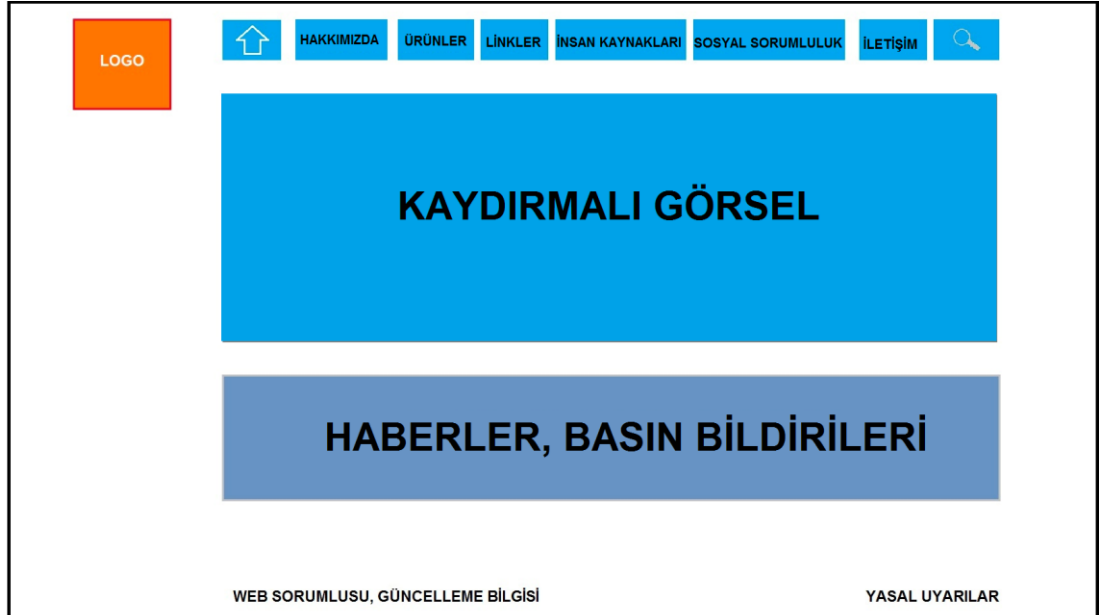 LOGO
HAKKIMIZDA
ÜRÜNLER
LİNKLER
İNSAN KAYNAKLARI
SOSYAL SORUMLULUK
İLETİŞİM
KAYDIRMALI GÖRSEL
HABERLER, BASIN BİLDİRİLERİ
WEB SORUMLUSU, GÜNCELLEME BİLGİSİ
YASAL UYARILAR